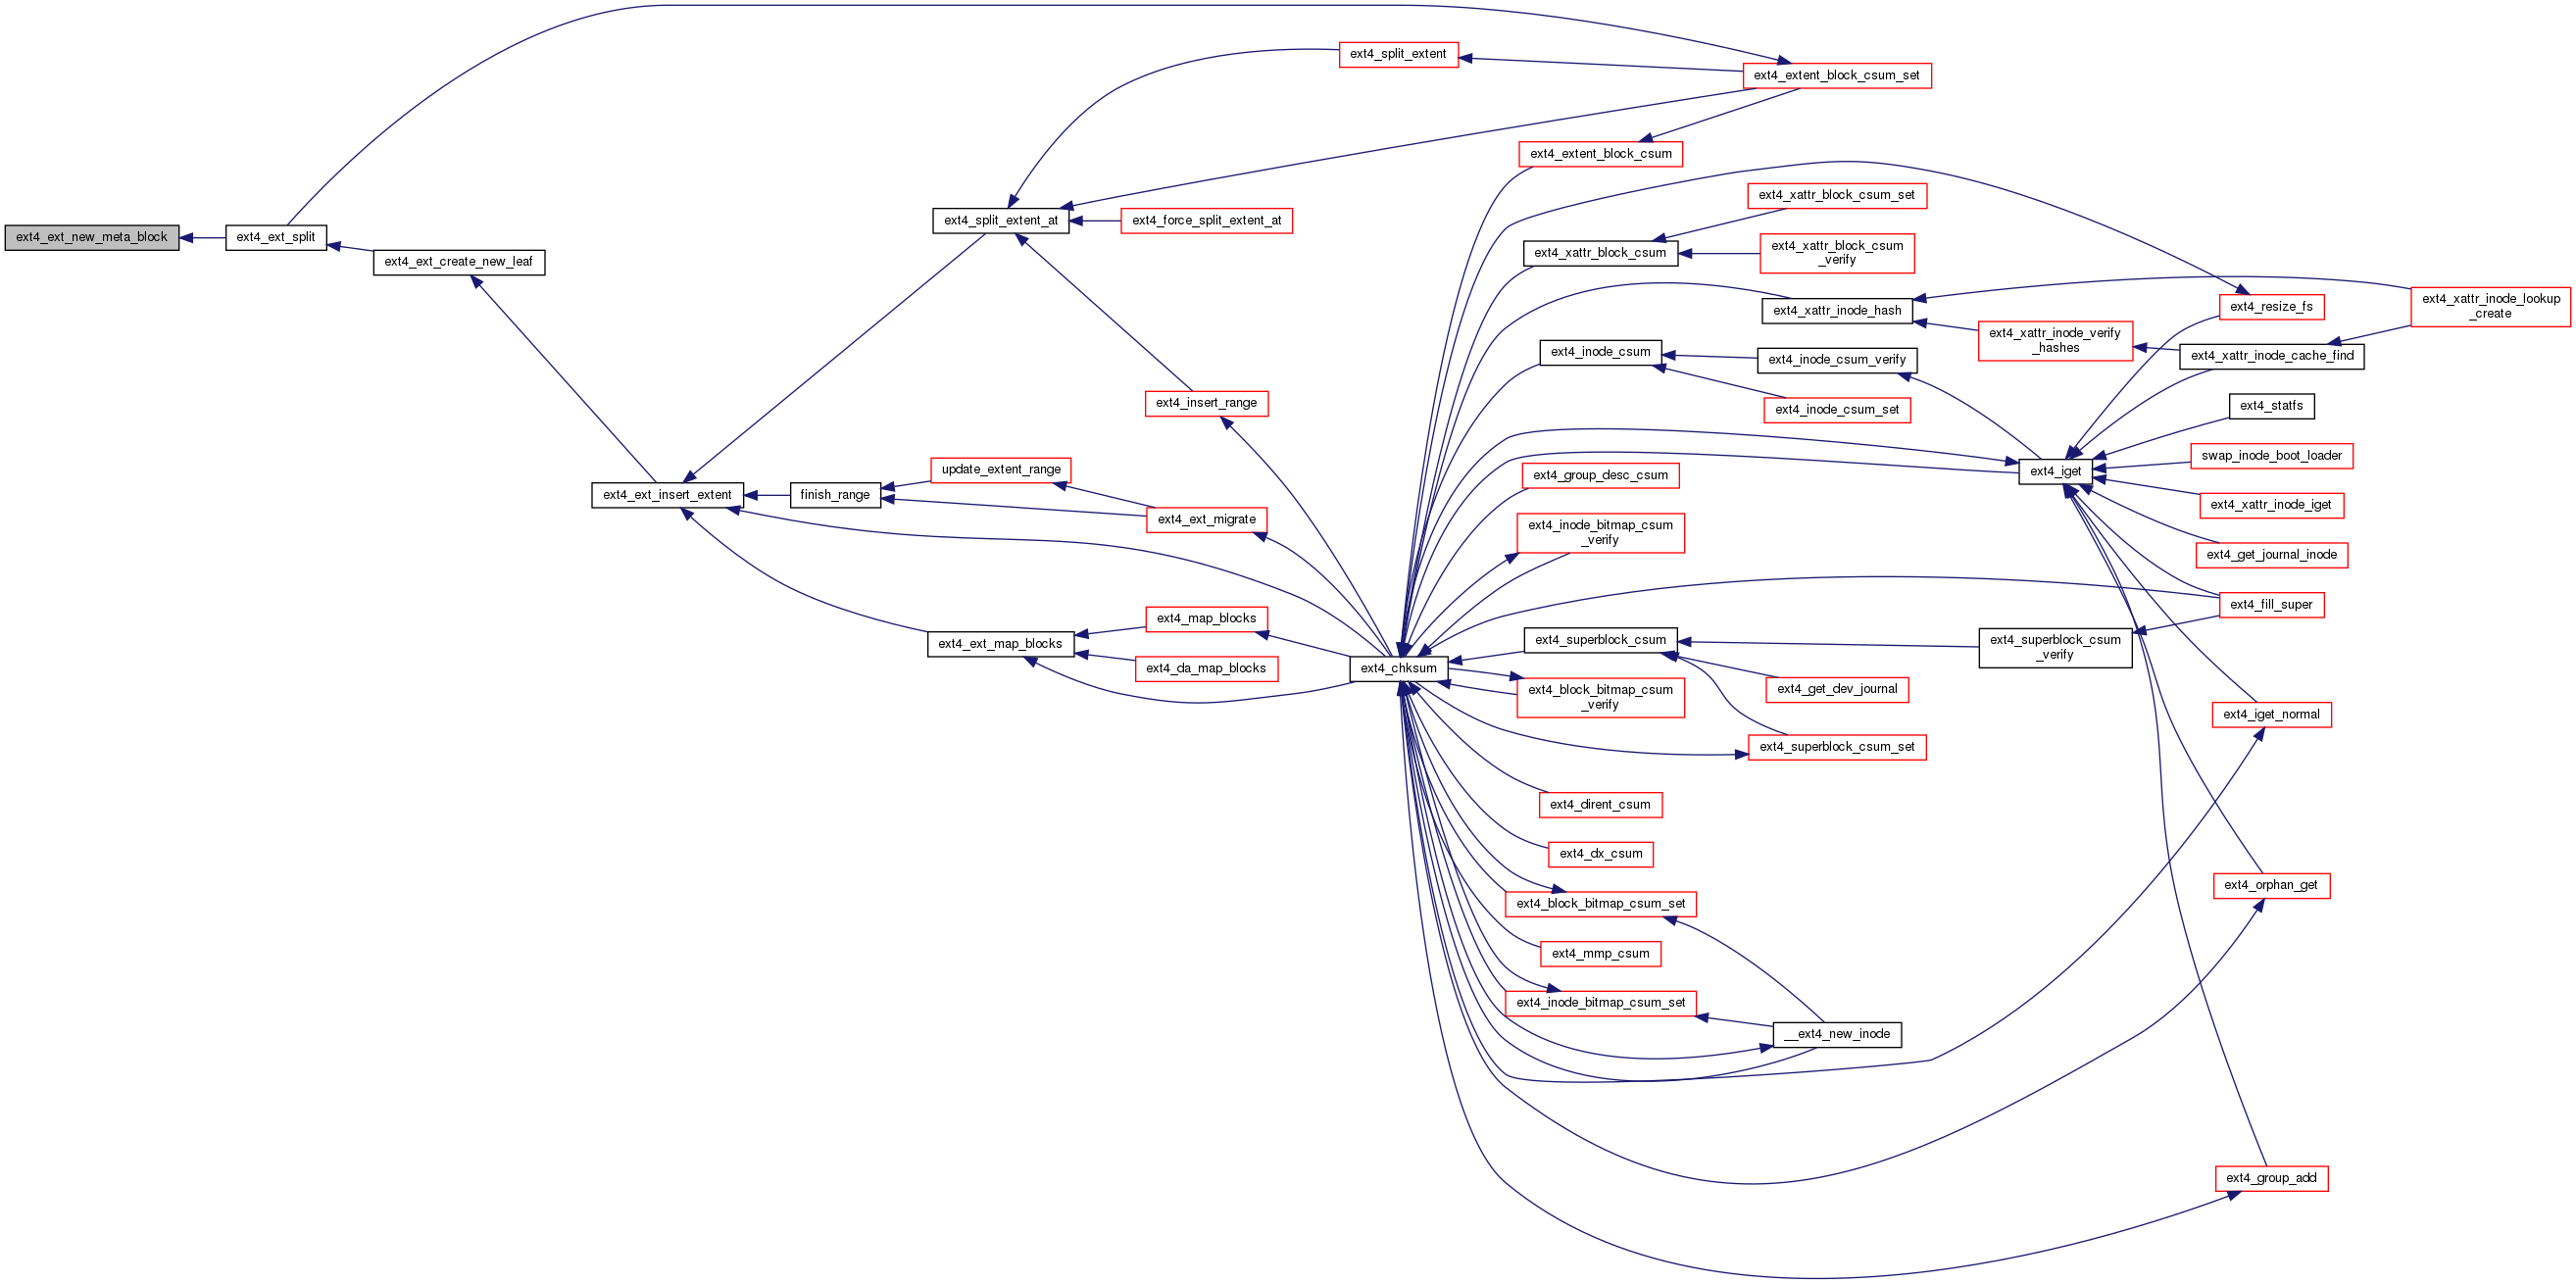 ext4_split_extent
ext4_extent_block_csum_set
ext4_extent_block_csum
ext4_xattr_block_csum_set
ext4_split_extent_at
ext4_force_split_extent_at
ext4_ext_new_meta_block
ext4_ext_split
ext4_xattr_block_csum
ext4_xattr_block_csum
_verify
ext4_ext_create_new_leaf
ext4_xattr_inode_hash
ext4_resize_fs
ext4_xattr_inode_lookup
_create
ext4_xattr_inode_verify
_hashes
ext4_inode_csum
ext4_inode_csum_verify
ext4_xattr_inode_cache_find
ext4_insert_range
ext4_inode_csum_set
ext4_statfs
swap_inode_boot_loader
update_extent_range
ext4_group_desc_csum
ext4_iget
ext4_ext_insert_extent
finish_range
ext4_xattr_inode_iget
ext4_ext_migrate
ext4_inode_bitmap_csum
_verify
ext4_get_journal_inode
ext4_fill_super
ext4_map_blocks
ext4_ext_map_blocks
ext4_superblock_csum
ext4_superblock_csum
_verify
ext4_da_map_blocks
ext4_chksum
ext4_block_bitmap_csum
_verify
ext4_get_dev_journal
ext4_iget_normal
ext4_superblock_csum_set
ext4_dirent_csum
ext4_dx_csum
ext4_orphan_get
ext4_block_bitmap_csum_set
ext4_mmp_csum
ext4_inode_bitmap_csum_set
__ext4_new_inode
ext4_group_add